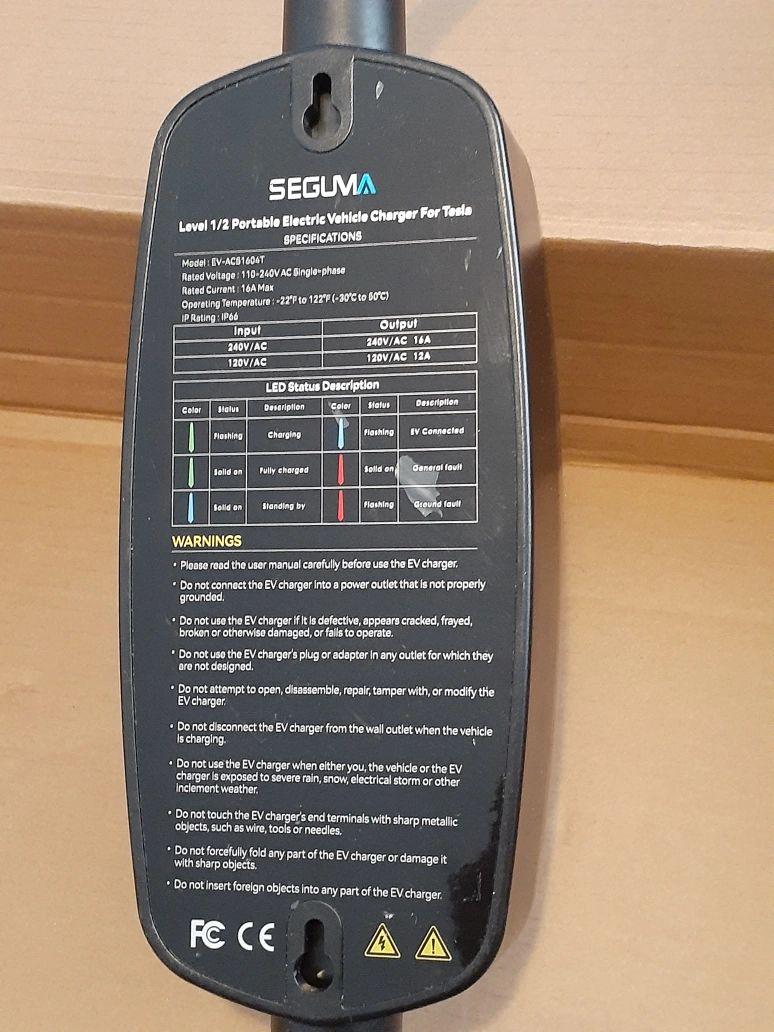 SEGUMA
Level 1/2 Portable Electric Vehicle Charger For Tesla
SPECIFICATIONS
Model : EV-ACS1604T
Rated Voltage : 110-240V AC Single-phase
Rated Current : 16A Max
Operating Temperature : -22°F to 122°F (-30°C to 50°C)
IP Rating : IP66
Input Output
240V/AC 240V/AC 16A
120V/AC 120V/AC 12A
LED Status Description
Color Status Description Color Status Description
Flashing Charging Flashing EV Connected
Solid on Fully charged Solid on General fault
Solid on Standing by Flashing Ground fault
WARNINGS
• Please read the user manual carefully before use the EV charger.
• Do not connect the EV charger into a power outlet that is not properly
grounded.
• Do not use the EV charger if it is defective, appears cracked, frayed,
broken or otherwise damaged, or fails to operate.
• Do not use the EV charger's plug or adapter in any outlet for which they
are not designed.
• Do not attempt to open, disassemble, repair, tamper with, or modify the
EV charger.
• Do not disconnect the EV charger from the wall outlet when the vehicle
is charging.
• Do not use the EV charger when either you, the vehicle or the EV
charger is exposed to severe rain, snow, electrical storm or other
inclement weather.
• Do not touch the EV charger's end terminals with sharp metallic
objects, such as wire, tools or needles.
• Do not forcefully fold any part of the EV charger or damage it
with sharp objects.
• Do not insert foreign objects into any part of the EV charger.
FC CE